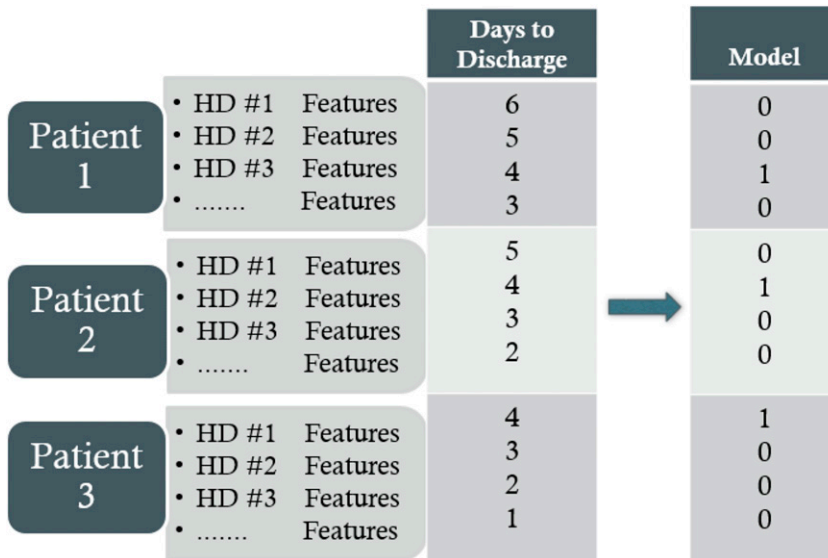 Days to
Discharge
Model
Patient
1
• HD #1 Features 6 0
• HD #2 Features 5 0
• HD #3 Features 4 1
• ....... Features 3 0
Patient
2
• HD #1 Features 5 0
• HD #2 Features 4 1
• HD #3 Features 3 0
• ....... Features 2 0
Patient
3
• HD #1 Features 4 1
• HD #2 Features 3 0
• HD #3 Features 2 0
• ....... Features 1 0